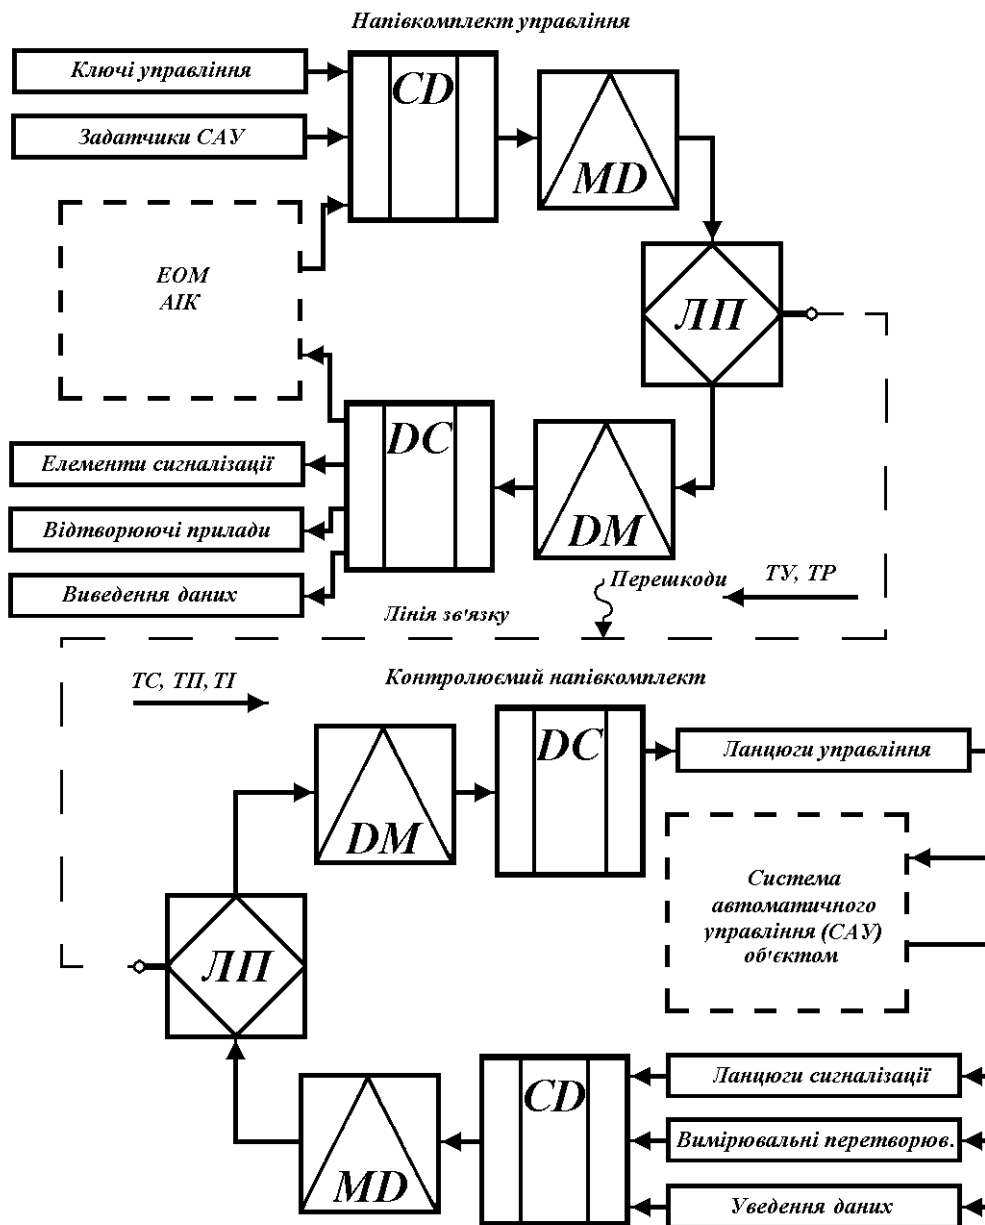 Напівкомплект управління
Ключі управління
CD
MD
Задатчики САУ
ЕОМ
АІК
ЛП
DC
DM
Елементи сигналізації
Відтворюючі прилади
Виведення даних
Перешкоди
ТУ, ТР
Лінія зв'язку
ТС, ТП, ТІ
Контролюємий напівкомплект
DM
DC
Ланцюги управління
Система
автоматичного
управління (САУ)
об'єктом
ЛП
MD
CD
Ланцюги сигналізації
Вимірювальні перетворюв.
Уведення даних